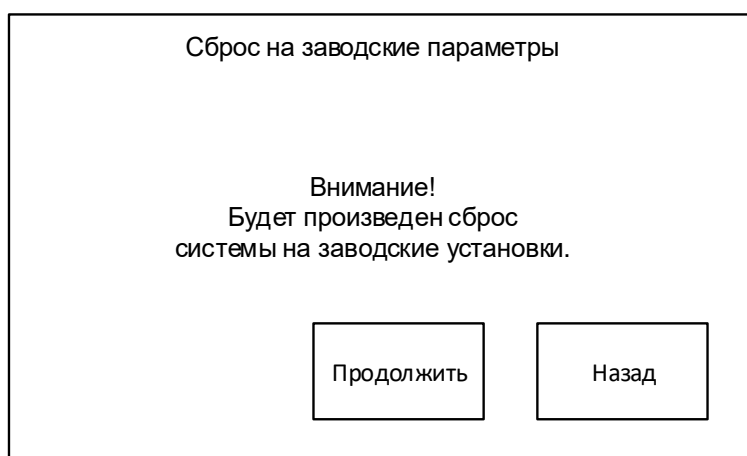 Сброс на заводские параметры
Внимание!
Будет произведен сброс
системы на заводские установки.
Продолжить
Назад